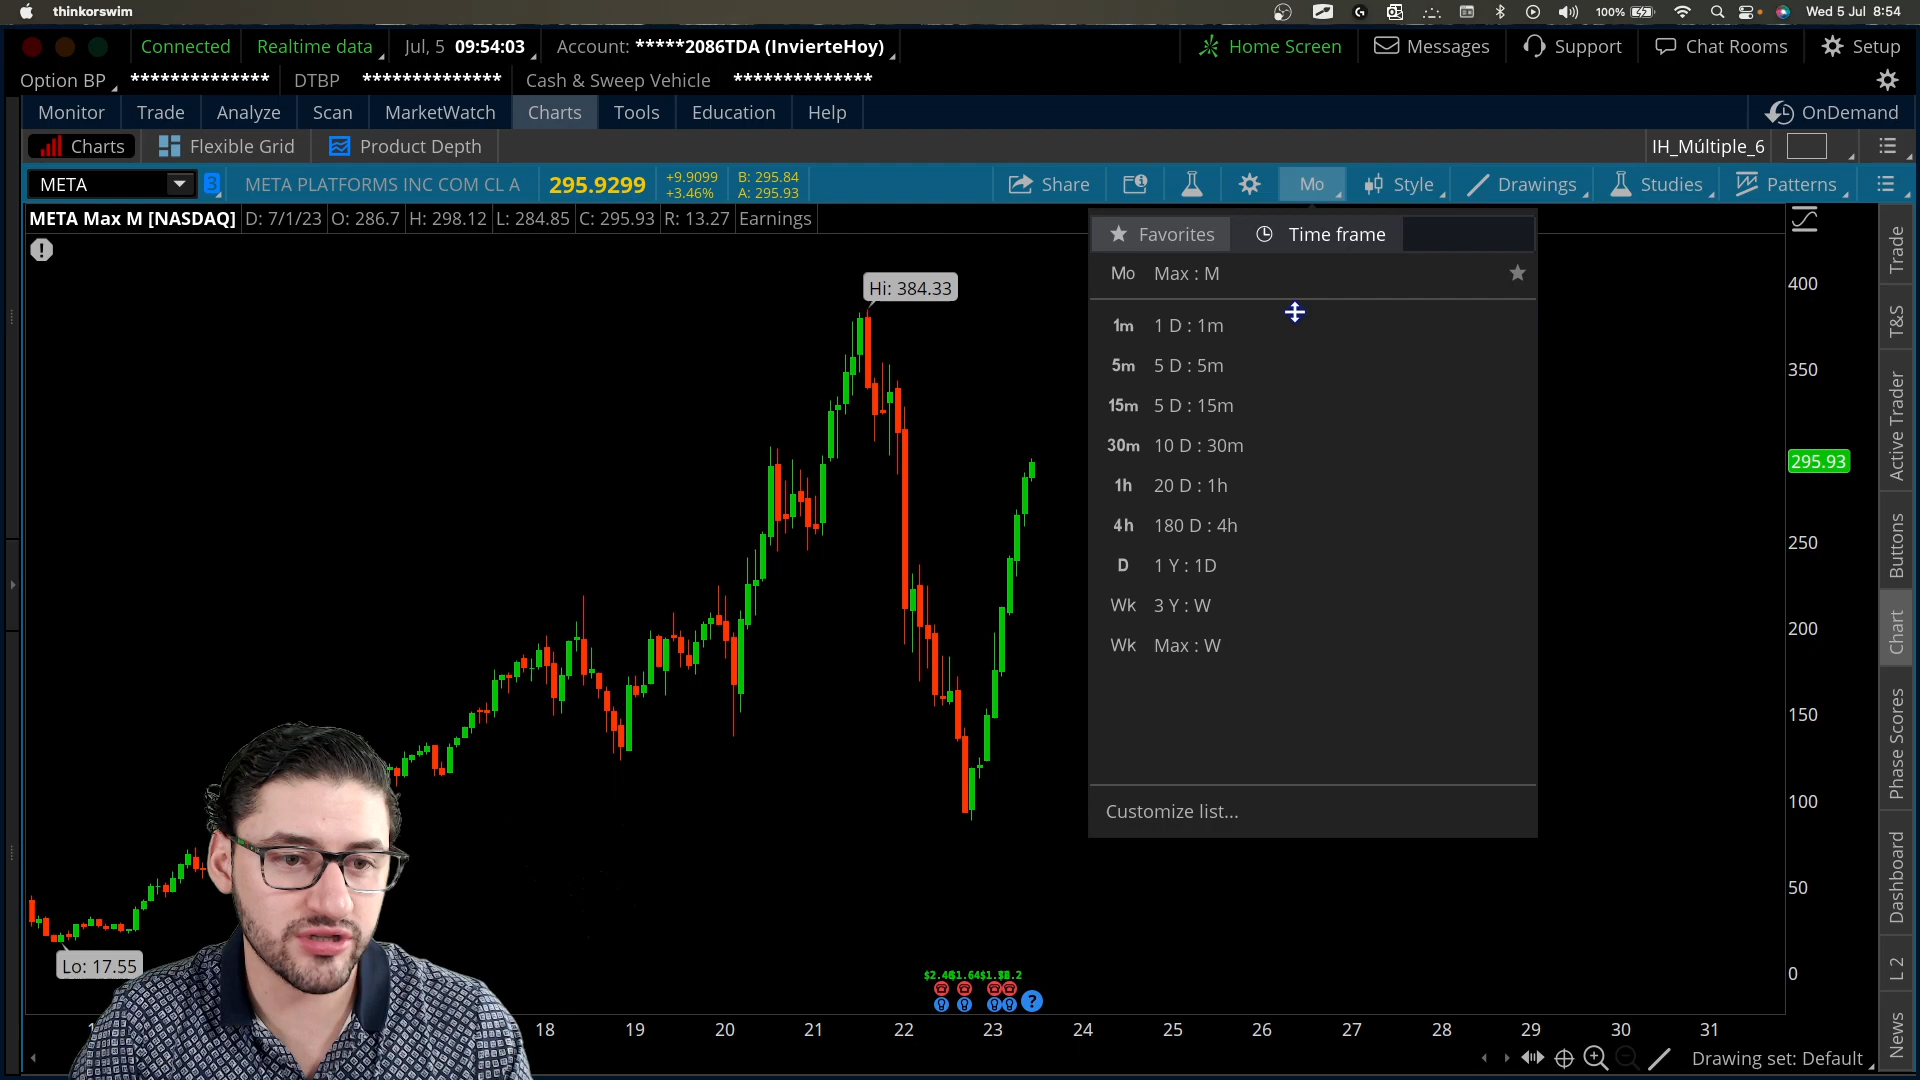 thinkorswim
100%
Wed 5 Jul 8:54
Connected
Realtime data
Jul, 5 09:54:03
Account: *****2086TDA (InvierteHoy)
Home Screen
Messages
Support
Chat Rooms
Setup
Option BP
**************
DTBP
**************
Cash & Sweep Vehicle
**************
Monitor
Trade
Analyze
Scan
MarketWatch
Charts
Tools
Education
Help
OnDemand
Charts
Flexible Grid
Product Depth
IH_Múltiple_6
META
3
META PLATFORMS INC COM CL A
295.9299
+9.9099
+3.46%
B: 295.84
A: 295.93
Share
Mo
Style
Drawings
Studies
Patterns
META Max M [NASDAQ]
D: 7/1/23
O: 286.7
H: 298.12
L: 284.85
C: 295.93
R: 13.27
Earnings
Favorites
Time frame
Mo Max : M
1m 1 D : 1m
5m 5 D : 5m
15m 5 D : 15m
30m 10 D : 30m
1h 20 D : 1h
4h 180 D : 4h
D 1 Y : 1D
Wk 3 Y : W
Wk Max : W
Customize list...
Hi: 384.33
Lo: 17.55
400
350
295.93
250
200
150
100
50
0
Trade
T&S
Active Trader
Buttons
Chart
Phase Scores
Dashboard
L 2
News
?
18 19 20 21 22 23 24 25 26 27 28 29 30 31
Drawing set: Default